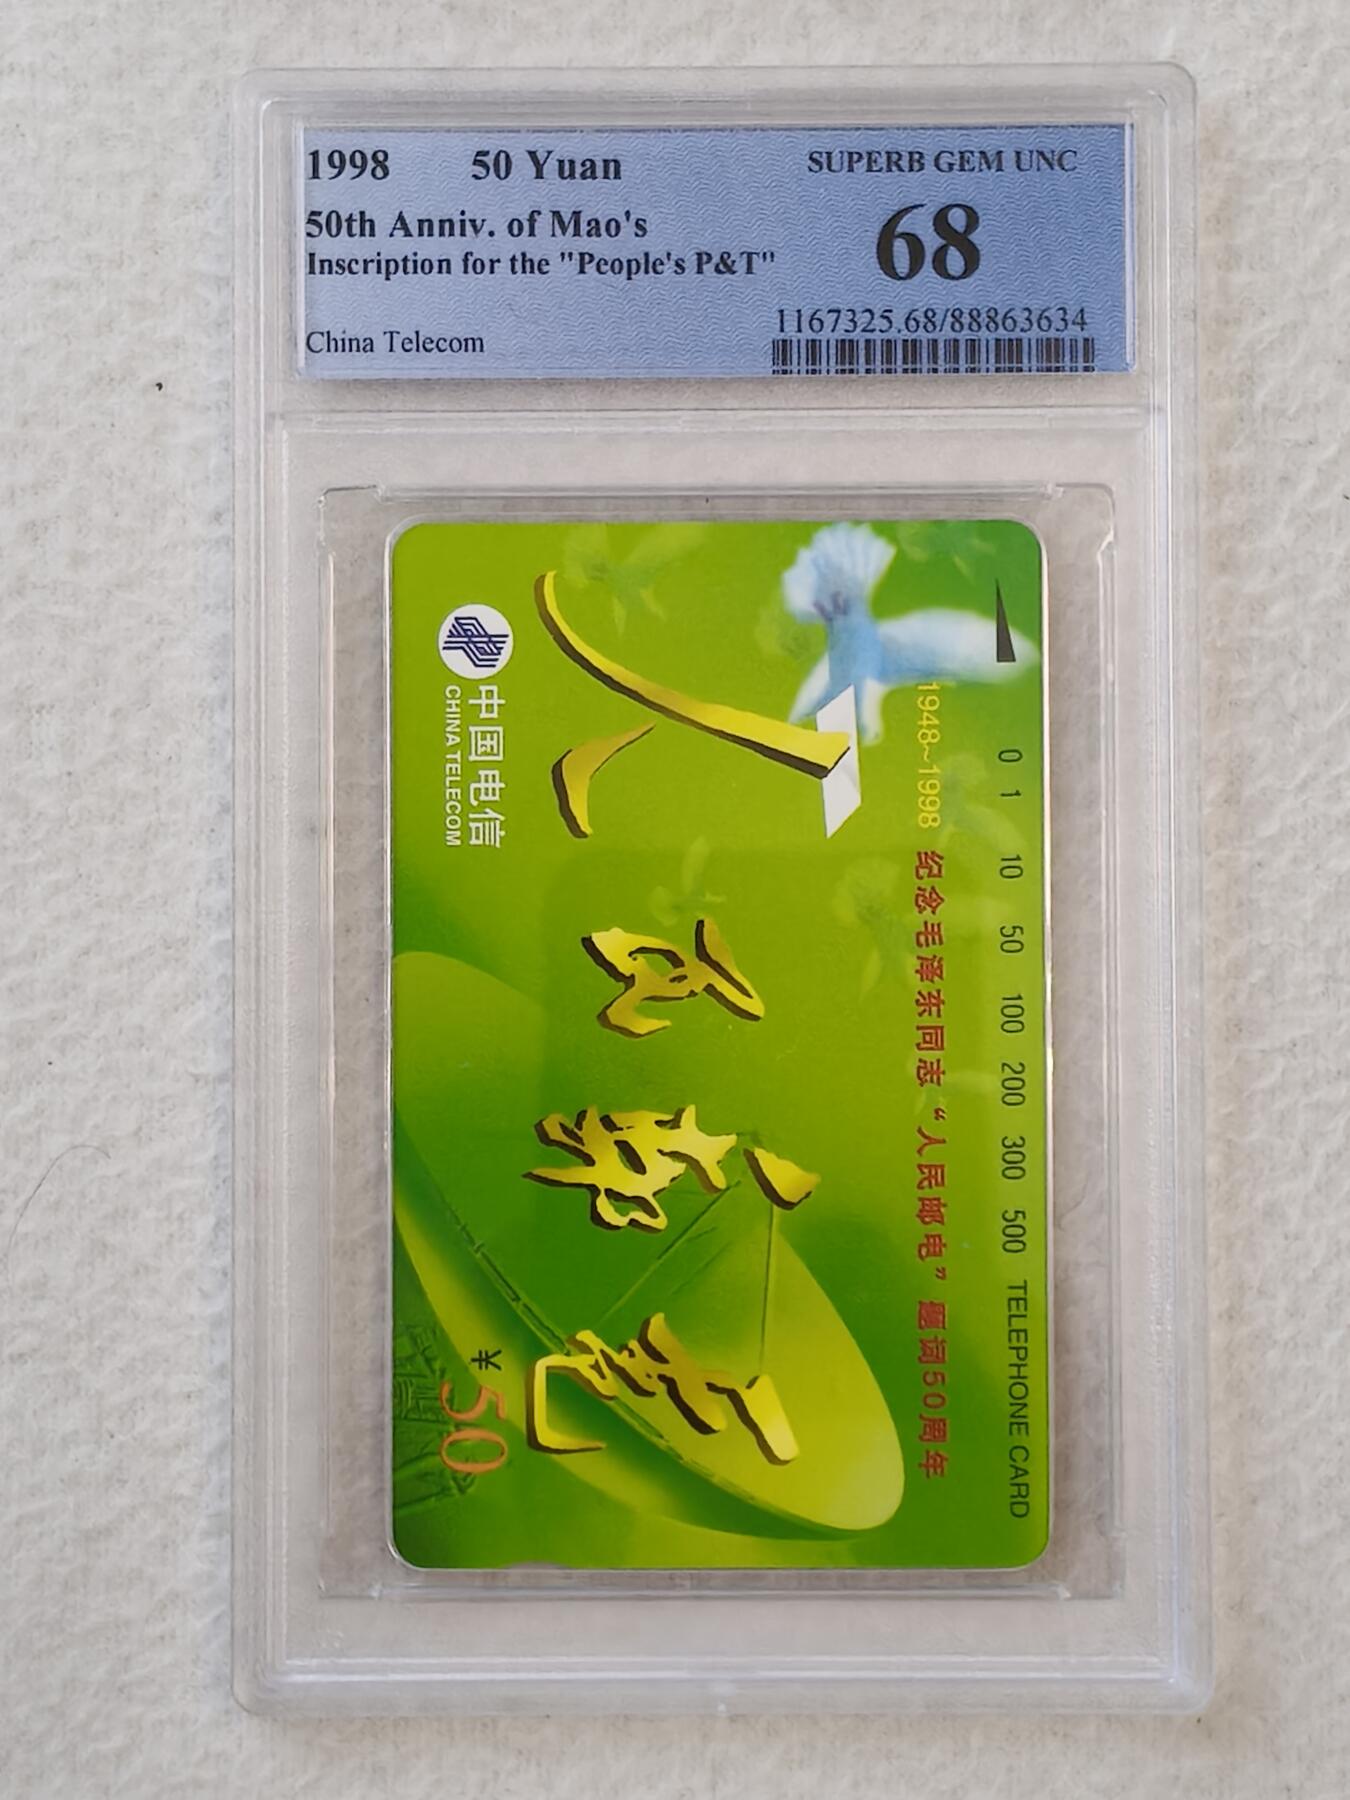 1998 50 Yuan
50th Anniv. of Mao's
Inscription for the "People's P&T"
China Telecom
SUPERB GEM UNC
68
1167325.68/88863634
0 1 10 50 100 200 300 500 TELEPHONE CARD
1948~1998 纪念毛泽东同志“人民邮电”题词50周年
人民邮电
中国电信
CHINA TELECOM
¥50